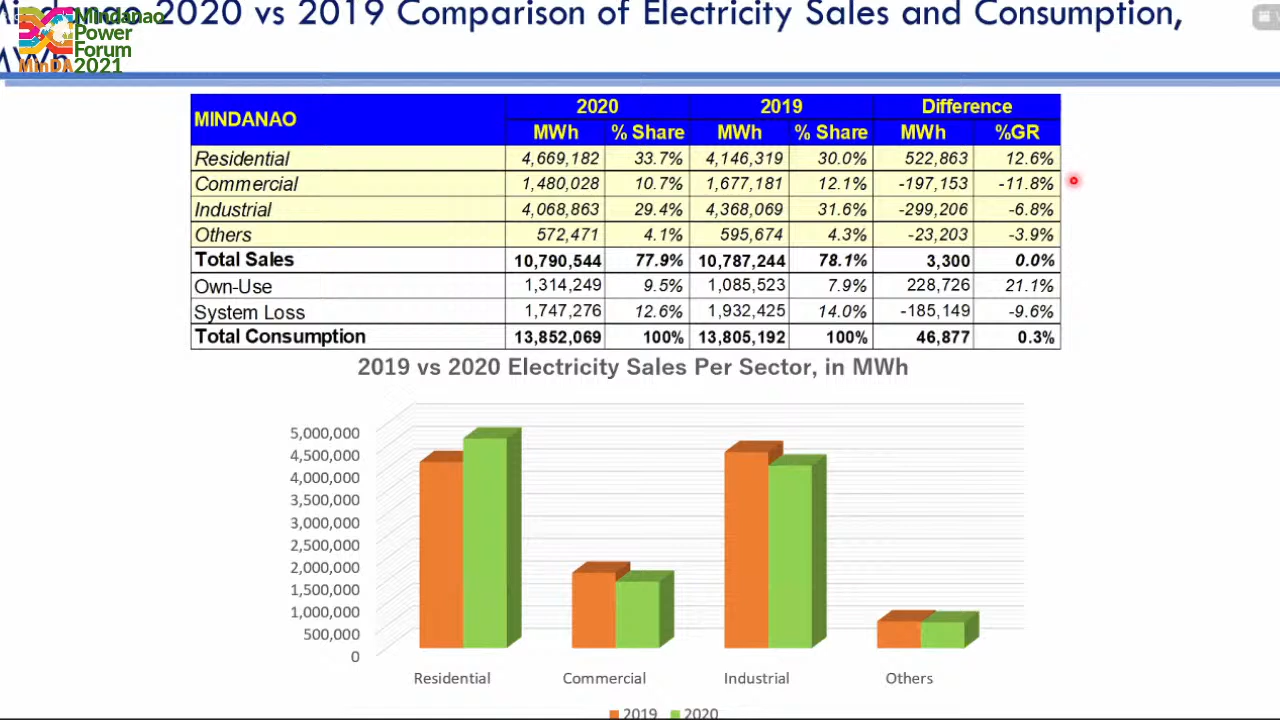 Mindanao 2020 vs 2019 Comparison of Electricity Sales and Consumption,
MWh
Mindanao
Power
Forum
MinDA2021
MINDANAO 2020 2019 Difference
MWh % Share MWh % Share MWh %GR
Residential 4,669,182 33.7% 4,146,319 30.0% 522,863 12.6%
Commercial 1,480,028 10.7% 1,677,181 12.1% -197,153 -11.8%
Industrial 4,068,863 29.4% 4,368,069 31.6% -299,206 -6.8%
Others 572,471 4.1% 595,674 4.3% -23,203 -3.9%
Total Sales 10,790,544 77.9% 10,787,244 78.1% 3,300 0.0%
Own-Use 1,314,249 9.5% 1,085,523 7.9% 228,726 21.1%
System Loss 1,747,276 12.6% 1,932,425 14.0% -185,149 -9.6%
Total Consumption 13,852,069 100% 13,805,192 100% 46,877 0.3%
2019 vs 2020 Electricity Sales Per Sector, in MWh
5,000,000
4,500,000
4,000,000
3,500,000
3,000,000
2,500,000
2,000,000
1,500,000
1,000,000
500,000
0
Residential Commercial Industrial Others
2019 2020